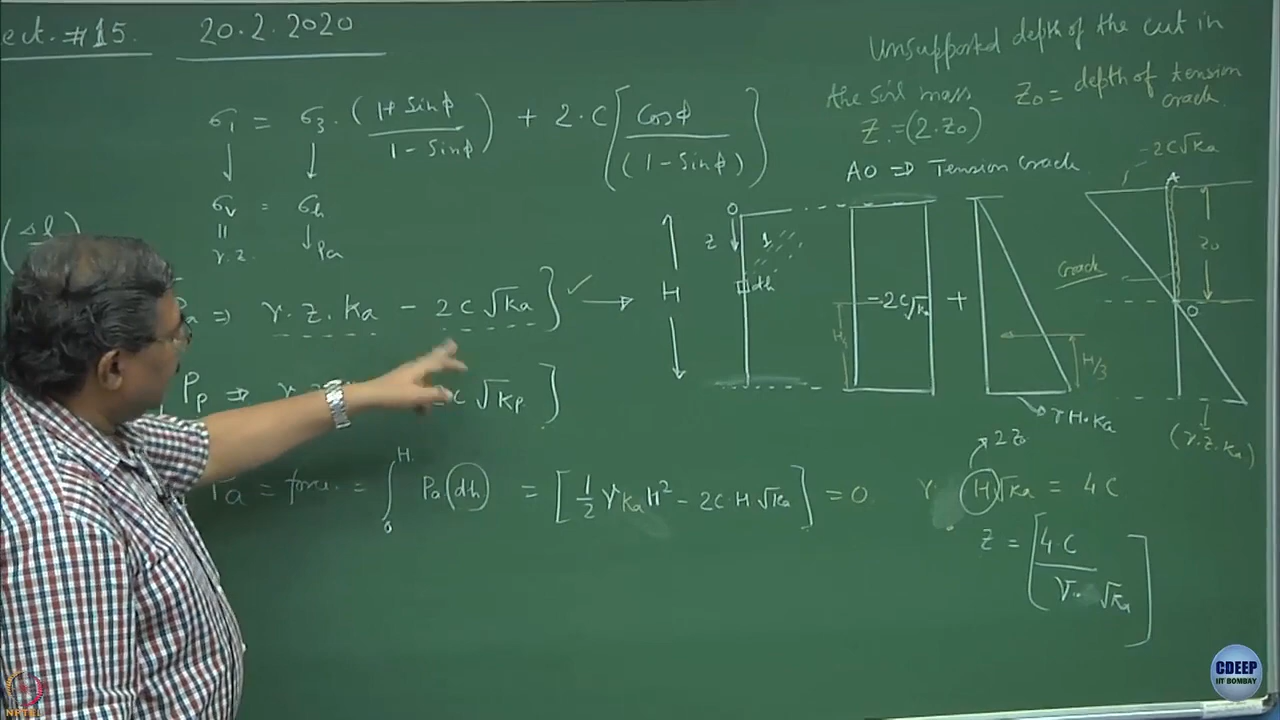 ect. #15. 20.2.2020
Unsupported depth of the cut in
the soil mass
Z = (2.Z₀)
Z₀ = depth of tension
crack
σ₁ = σ₃ . ( 1 + Sinφ / 1 - Sinφ ) + 2 . C [ Cosφ / (1 - Sinφ) ]
AO ⇒ Tension crack
σv = σh
γ.z. Pa
⇒ γ.z.Ka - 2C√Ka ] ✓ →
Pp ⇒ C √Kp ]
H
O
z
dh
-2C√Ka
+
H/3
γH.Ka
-2C√Ka
A
Crack
Z₀
O
(γ.z.Ka)
Pa = force = ∫₀ᴴ Pa (dh) = [ 1/2 γ Ka H² - 2C H √Ka ] = 0
2Z₀
γ. H√Ka = 4C
Z = [ 4.C / γ. √Ka ]
NPTEL
CDEEP
IIT BOMBAY